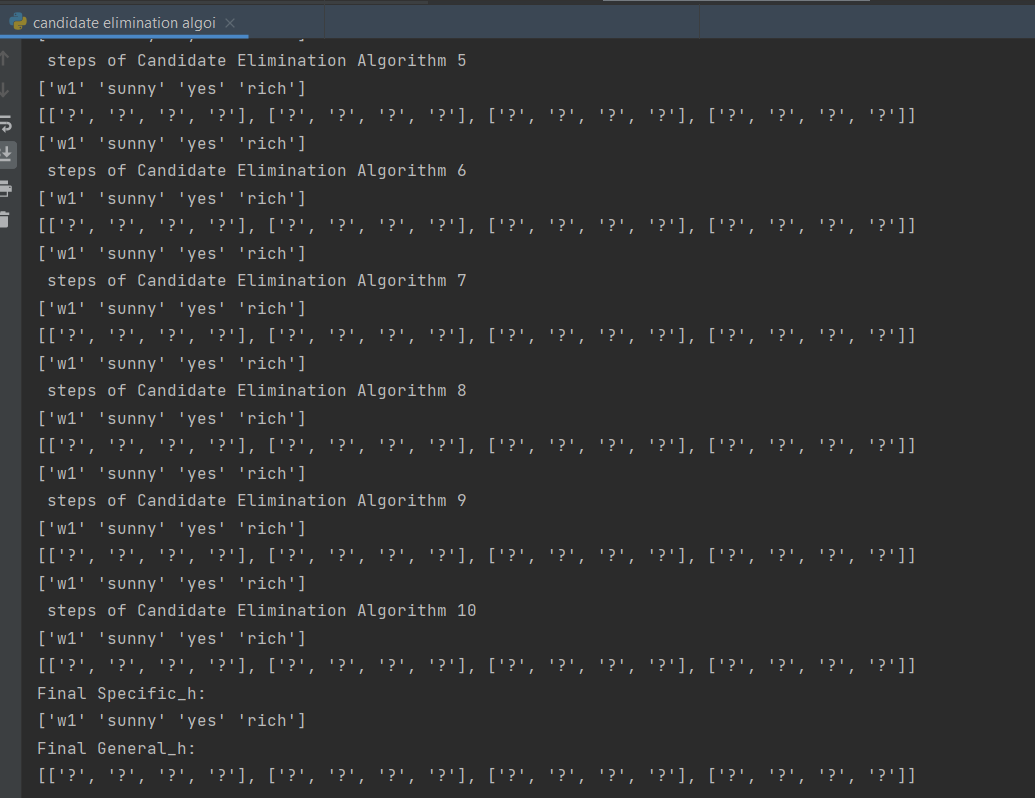 candidate elimination algoi
steps of Candidate Elimination Algorithm 5
['w1' 'sunny' 'yes' 'rich']
[['?', '?', '?', '?'], ['?', '?', '?', '?'], ['?', '?', '?', '?'], ['?', '?', '?', '?']]
['w1' 'sunny' 'yes' 'rich']
steps of Candidate Elimination Algorithm 6
['w1' 'sunny' 'yes' 'rich']
[['?', '?', '?', '?'], ['?', '?', '?', '?'], ['?', '?', '?', '?'], ['?', '?', '?', '?']]
['w1' 'sunny' 'yes' 'rich']
steps of Candidate Elimination Algorithm 7
['w1' 'sunny' 'yes' 'rich']
[['?', '?', '?', '?'], ['?', '?', '?', '?'], ['?', '?', '?', '?'], ['?', '?', '?', '?']]
['w1' 'sunny' 'yes' 'rich']
steps of Candidate Elimination Algorithm 8
['w1' 'sunny' 'yes' 'rich']
[['?', '?', '?', '?'], ['?', '?', '?', '?'], ['?', '?', '?', '?'], ['?', '?', '?', '?']]
['w1' 'sunny' 'yes' 'rich']
steps of Candidate Elimination Algorithm 9
['w1' 'sunny' 'yes' 'rich']
[['?', '?', '?', '?'], ['?', '?', '?', '?'], ['?', '?', '?', '?'], ['?', '?', '?', '?']]
['w1' 'sunny' 'yes' 'rich']
steps of Candidate Elimination Algorithm 10
['w1' 'sunny' 'yes' 'rich']
[['?', '?', '?', '?'], ['?', '?', '?', '?'], ['?', '?', '?', '?'], ['?', '?', '?', '?']]
Final Specific_h:
['w1' 'sunny' 'yes' 'rich']
Final General_h:
[['?', '?', '?', '?'], ['?', '?', '?', '?'], ['?', '?', '?', '?'], ['?', '?', '?', '?']]